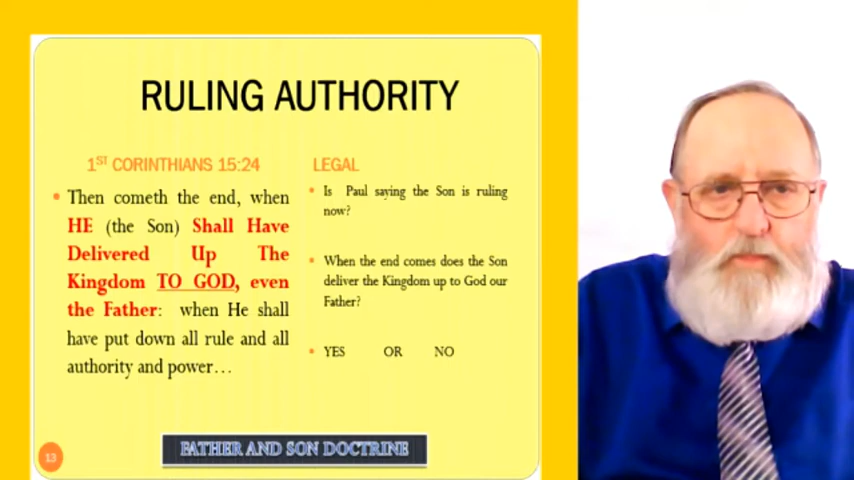 RULING AUTHORITY
1ST CORINTHIANS 15:24
Then cometh the end, when
HE (the Son) Shall Have
Delivered Up The
Kingdom TO GOD, even
the Father: when He shall
have put down all rule and all
authority and power…
LEGAL
Is Paul saying the Son is ruling
now?
When the end comes does the Son
deliver the Kingdom up to God our
Father?
YES OR NO
FATHER AND SON DOCTRINE
13